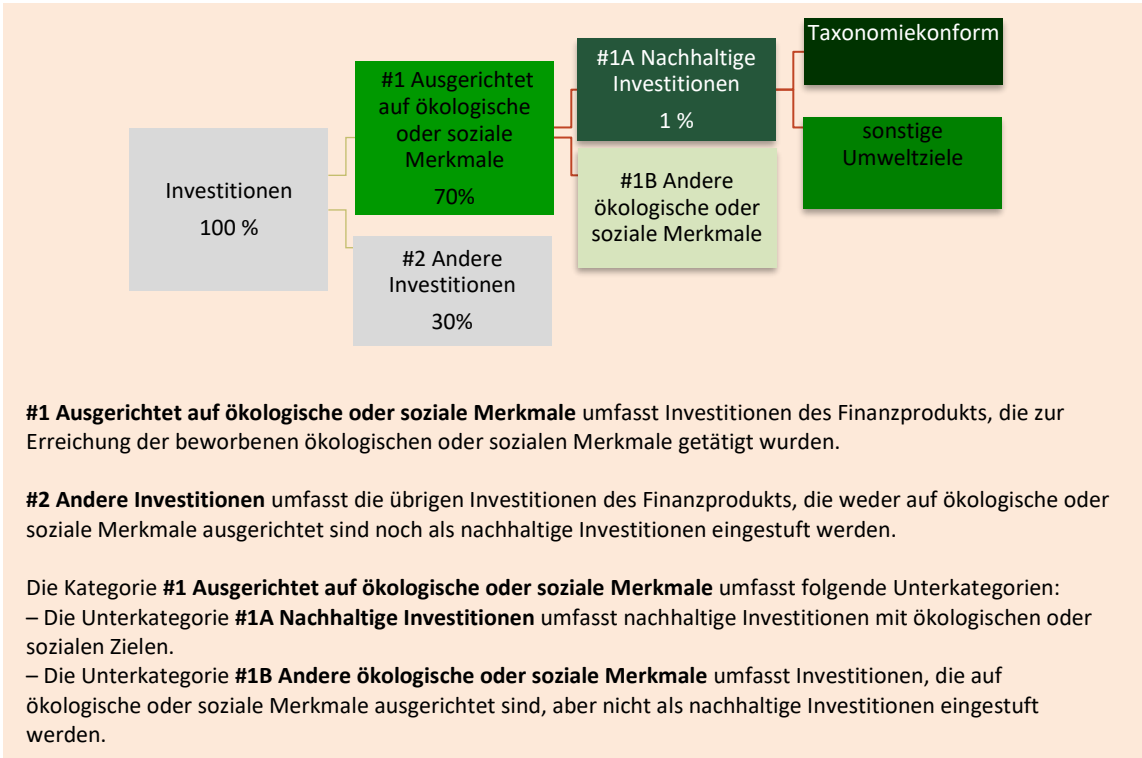 Investitionen
100 %
#1 Ausgerichtet
auf ökologische
oder soziale
Merkmale
70%
#2 Andere
Investitionen
30%
#1A Nachhaltige
Investitionen
1 %
#1B Andere
ökologische oder
soziale Merkmale
Taxonomiekonform
sonstige
Umweltziele
#1 Ausgerichtet auf ökologische oder soziale Merkmale umfasst Investitionen des Finanzprodukts, die zur
Erreichung der beworbenen ökologischen oder sozialen Merkmale getätigt wurden.
#2 Andere Investitionen umfasst die übrigen Investitionen des Finanzprodukts, die weder auf ökologische oder
soziale Merkmale ausgerichtet sind noch als nachhaltige Investitionen eingestuft werden.
Die Kategorie #1 Ausgerichtet auf ökologische oder soziale Merkmale umfasst folgende Unterkategorien:
– Die Unterkategorie #1A Nachhaltige Investitionen umfasst nachhaltige Investitionen mit ökologischen oder
sozialen Zielen.
– Die Unterkategorie #1B Andere ökologische oder soziale Merkmale umfasst Investitionen, die auf
ökologische oder soziale Merkmale ausgerichtet sind, aber nicht als nachhaltige Investitionen eingestuft
werden.